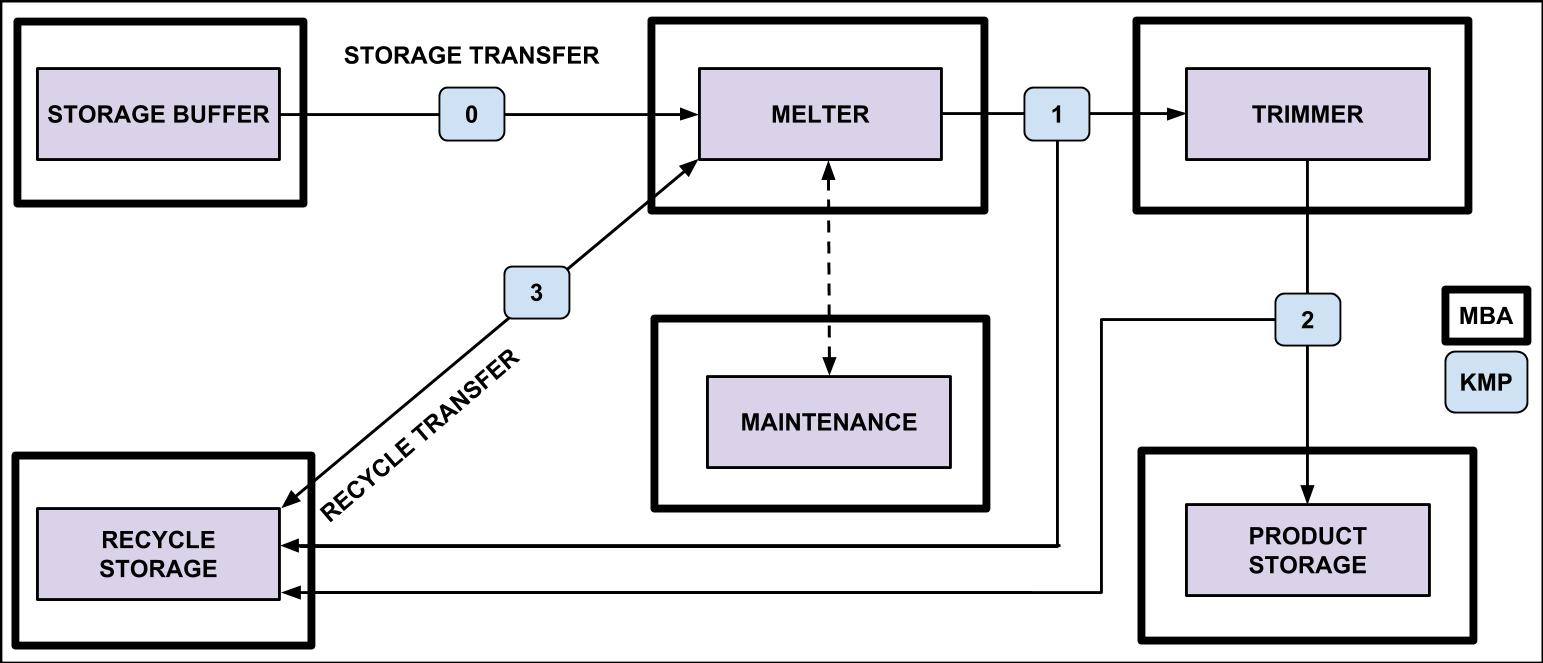 STORAGE TRANSFER
STORAGE BUFFER
0
MELTER
1
TRIMMER
3
2
MBA
KMP
RECYCLE TRANSFER
MAINTENANCE
RECYCLE
STORAGE
PRODUCT
STORAGE